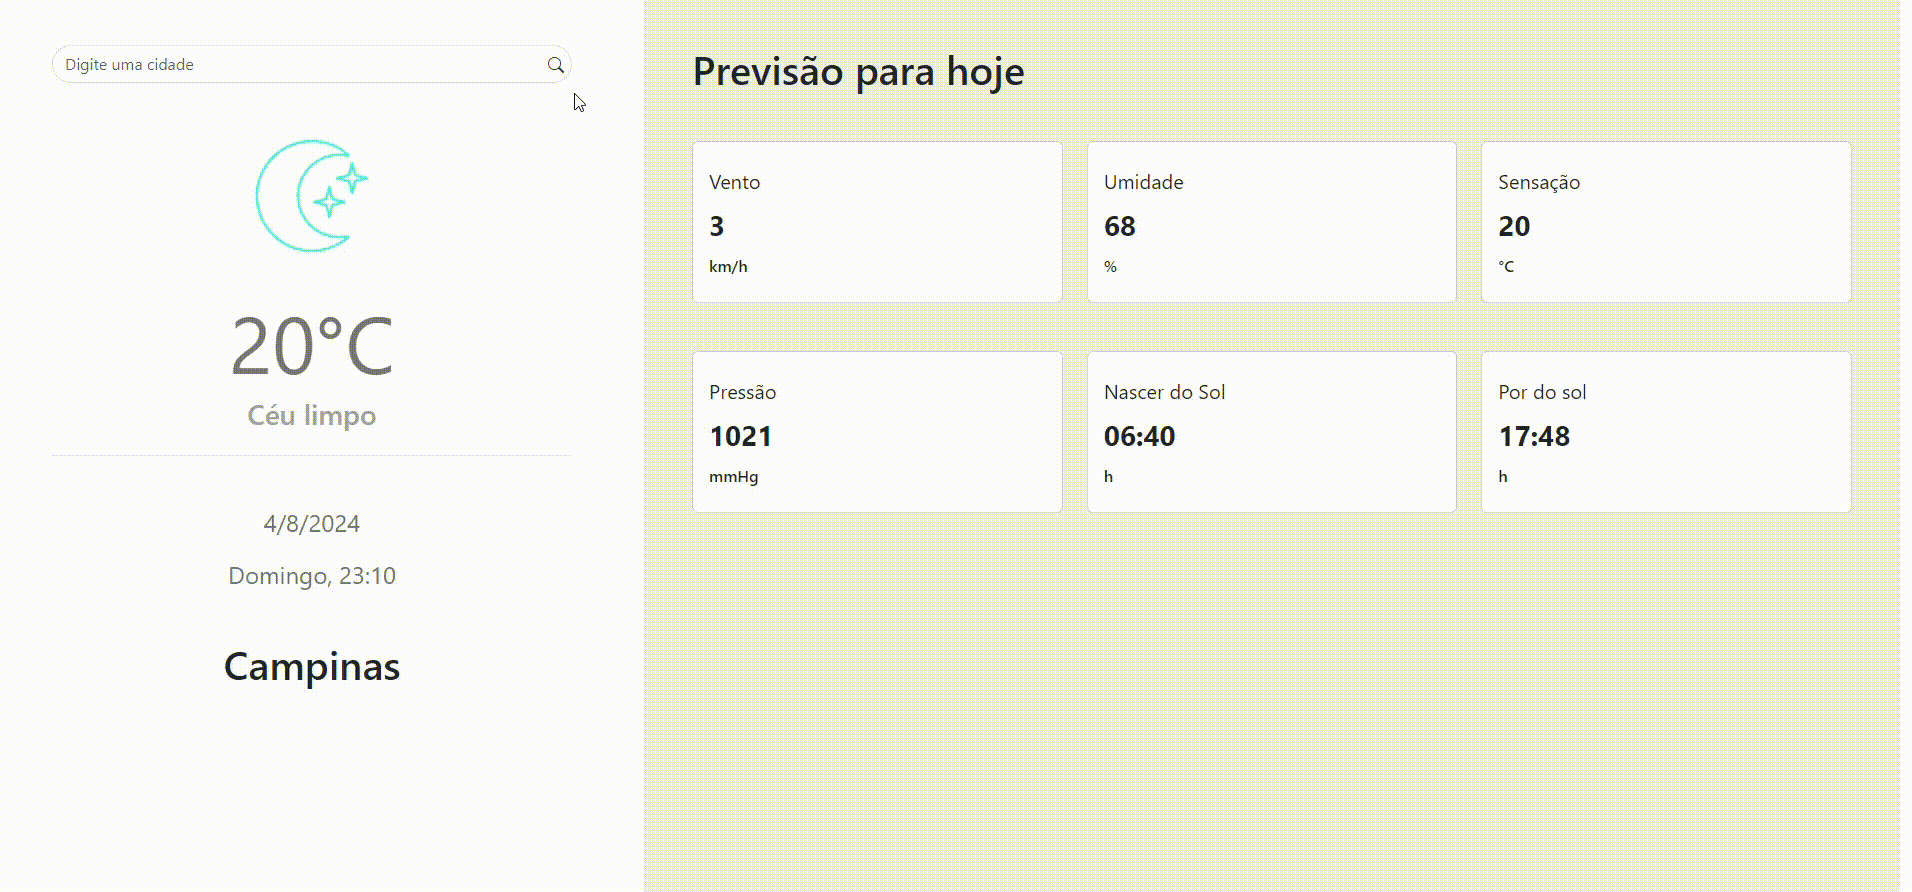 Digite uma cidade
20°C
Céu limpo
4/8/2024
Domingo, 23:10
Campinas
Previsão para hoje
Vento
3
km/h
Umidade
68
%
Sensação
20
°C
Pressão
1021
mmHg
Nascer do Sol
06:40
h
Por do sol
17:48
h